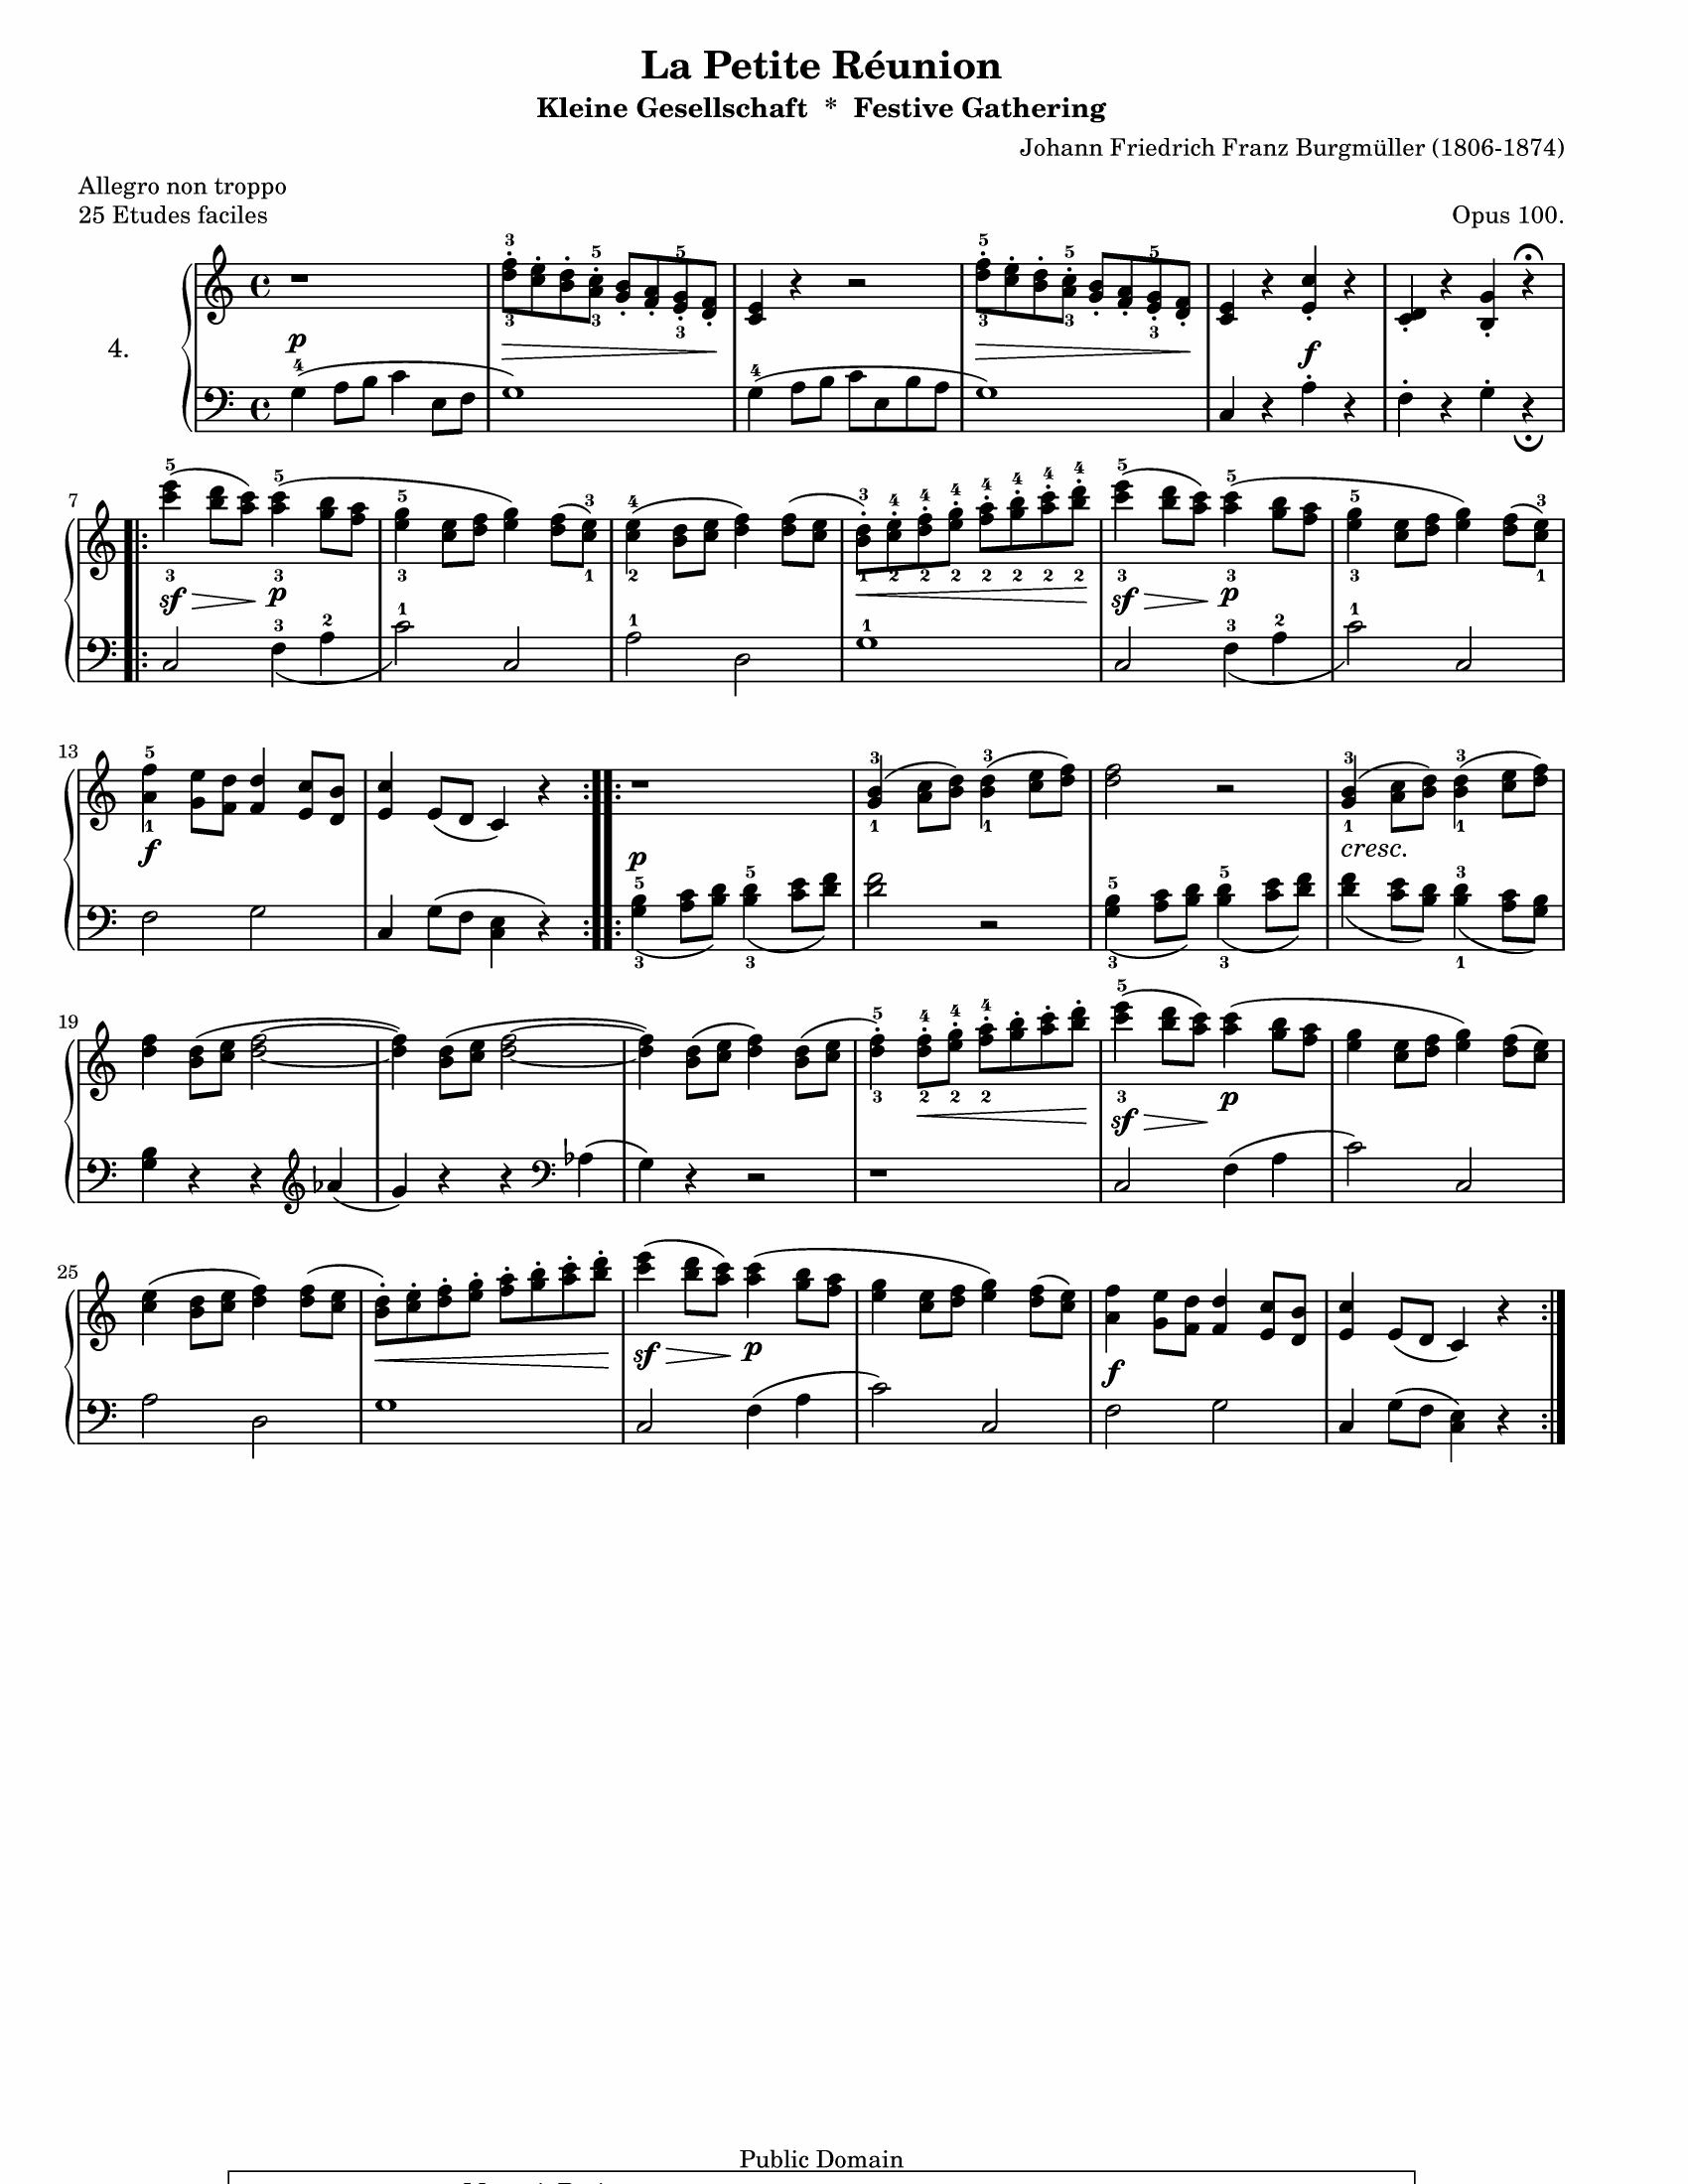 La Petite Réunion
Kleine Gesellschaft * Festive Gathering
Johann Friedrich Franz Burgmüller (1806-1874)
Allegro non troppo
25 Etudes faciles Opus 100.
4.
p
f
7
sf p sf p
13
f p cresc.
19
sf p
25
sf p f
Public Domain